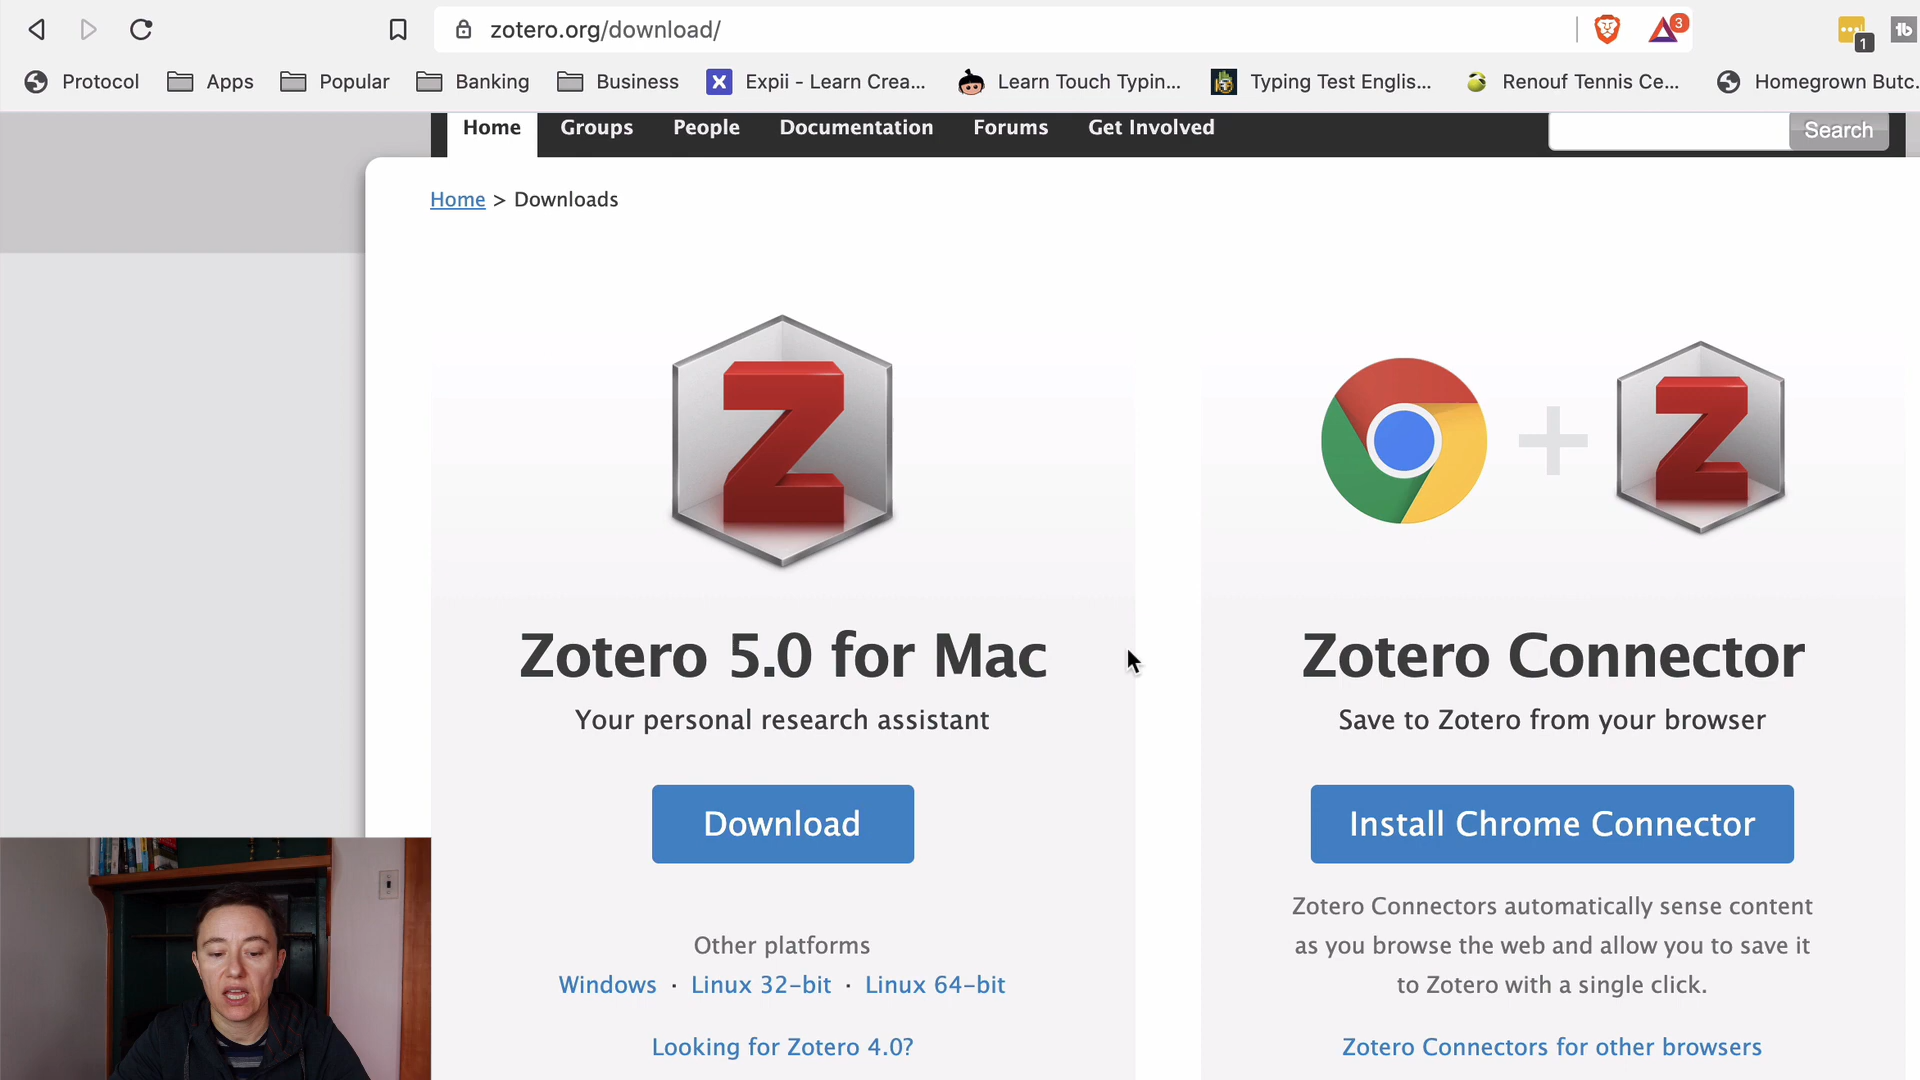 zotero.org/download/
3
1
tb
Protocol
Apps
Popular
Banking
Business
X
Expii - Learn Crea...
Learn Touch Typin...
Typing Test Englis...
Renouf Tennis Ce...
Homegrown Butc.
Home
Groups
People
Documentation
Forums
Get Involved
Search
Home > Downloads
Z
Z
Zotero 5.0 for Mac
Your personal research assistant
Download
Other platforms
Windows · Linux 32-bit · Linux 64-bit
Looking for Zotero 4.0?
Zotero Connector
Save to Zotero from your browser
Install Chrome Connector
Zotero Connectors automatically sense content
as you browse the web and allow you to save it
to Zotero with a single click.
Zotero Connectors for other browsers